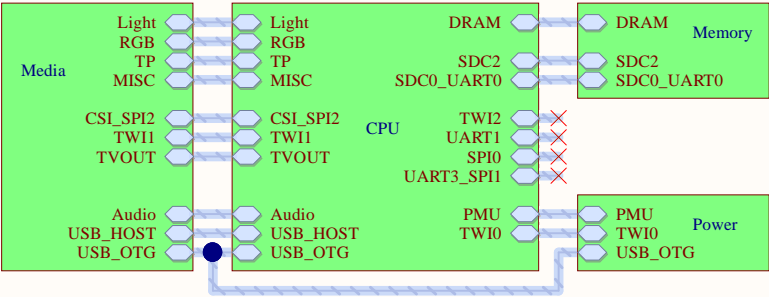 Light
RGB
TP
MISC
Media
CSI_SPI2
TWI1
TVOUT
Audio
USB_HOST
USB_OTG
Light
RGB
TP
MISC
CSI_SPI2
TWI1
TVOUT
Audio
USB_HOST
USB_OTG
CPU
DRAM
SDC2
SDC0_UART0
TWI2
UART1
SPI0
UART3_SPI1
PMU
TWI0
DRAM
Memory
SDC2
SDC0_UART0
PMU
Power
TWI0
USB_OTG